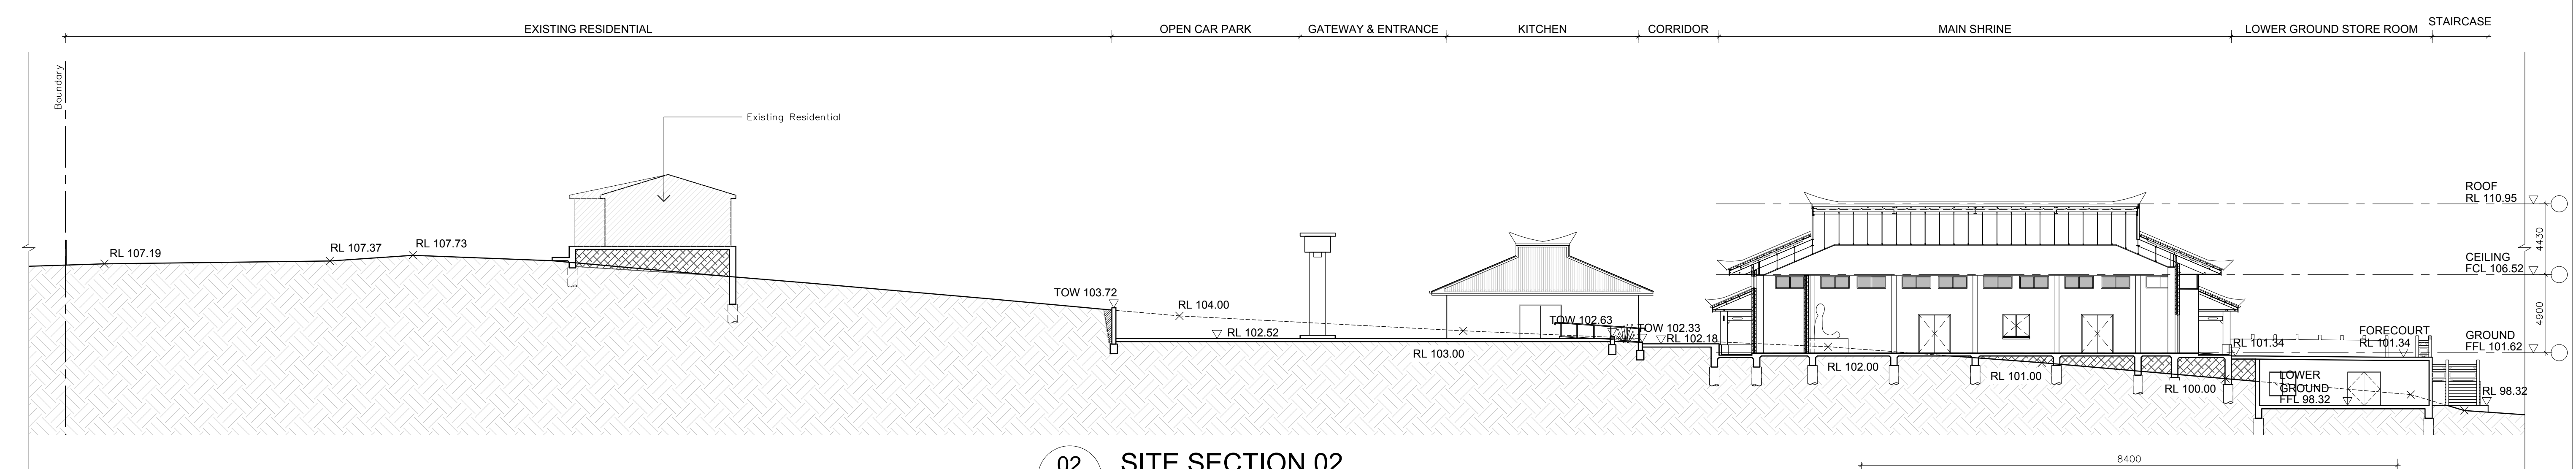 EXISTING RESIDENTIAL
OPEN CAR PARK
GATEWAY & ENTRANCE
KITCHEN
CORRIDOR
MAIN SHRINE
LOWER GROUND STORE ROOM
STAIRCASE
Boundary
Existing Residential
RL 107.19
RL 107.37
RL 107.73
TOW 103.72
RL 104.00
RL 102.52
RL 103.00
TOW 102.63
TOW 102.33
RL 102.18
RL 102.00
RL 101.00
RL 100.00
RL 101.34
FORECOURT
RL 101.34
LOWER
GROUND
FFL 98.32
RL 98.32
ROOF
RL 110.95
4430
CEILING
FCL 106.52
4900
GROUND
FFL 101.62
02
SITE SECTION 02
8400